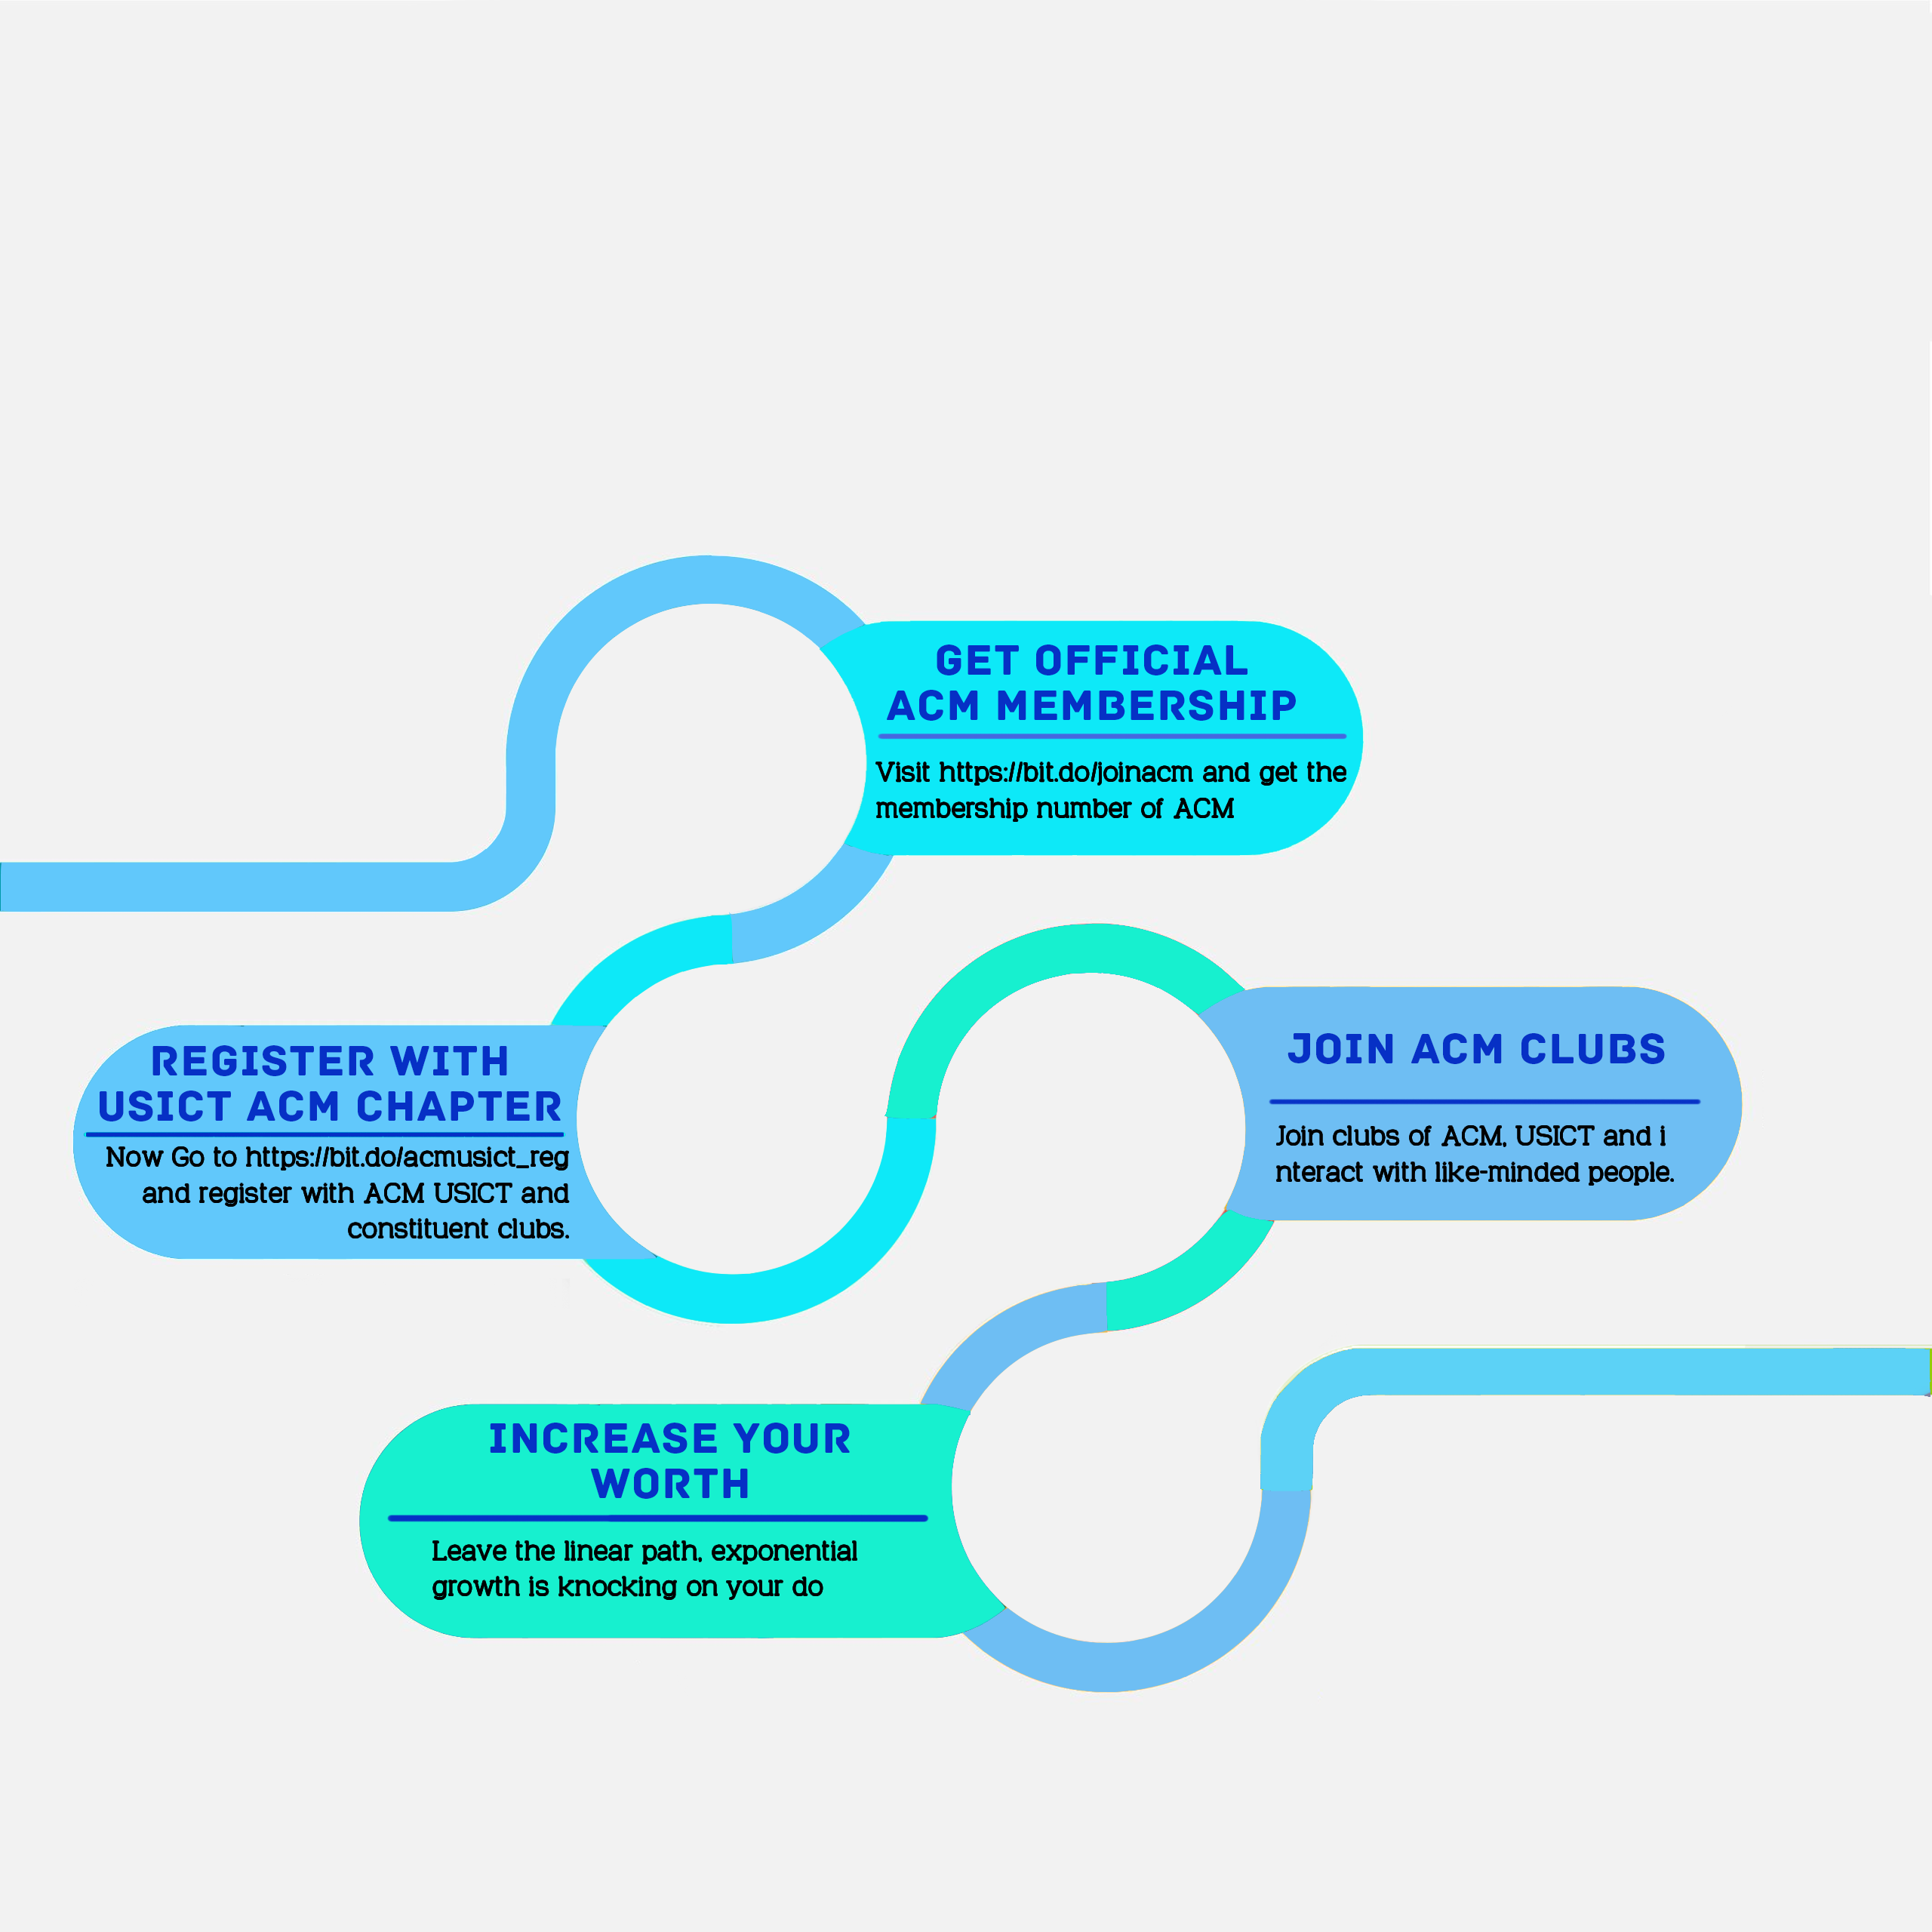 GET OFFICIAL
ACM MEMBERSHIP
Visit https://bit.do/joinacm and get the
membership number of ACM
REGISTER WITH
USICT ACM CHAPTER
Now Go to https://bit.do/acmusict_reg
and register with ACM USICT and
constituent clubs.
JOIN ACM CLUBS
Join clubs of ACM, USICT and i
nteract with like-minded people.
INCREASE YOUR
WORTH
Leave the linear path, exponential
growth is knocking on your do